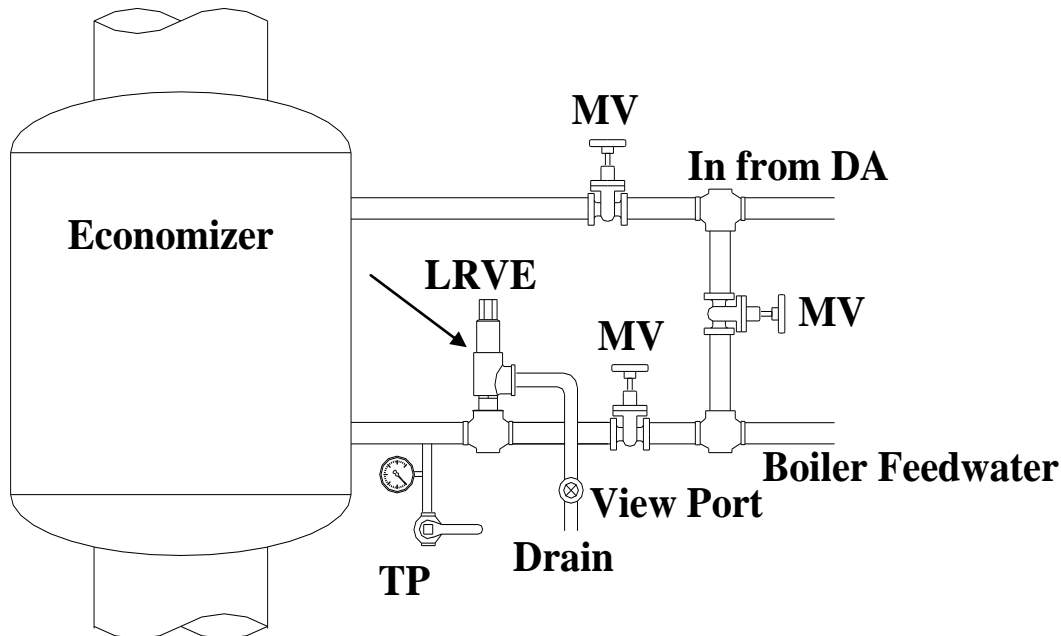 MV
In from DA
Economizer
LRVE
MV
MV
Boiler Feedwater
View Port
Drain
TP